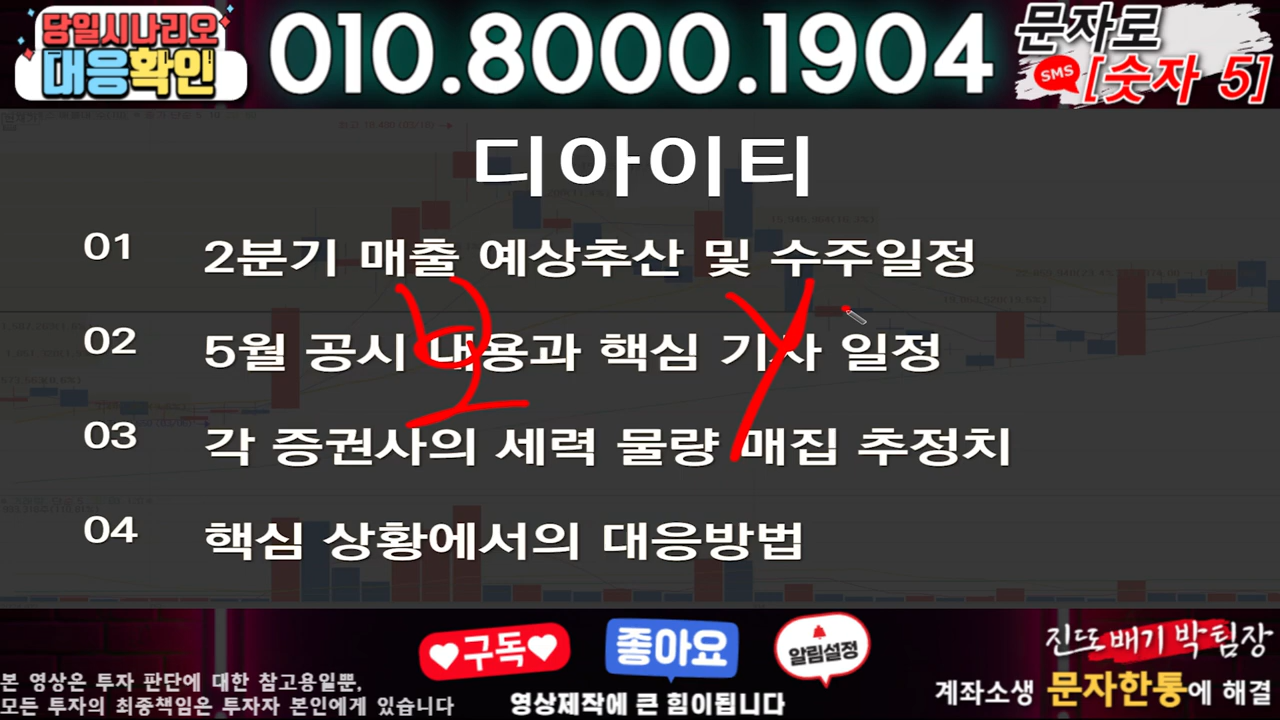 당일시나리오
대응확인
010.8000.1904
문자로
SMS
[숫자 5]
디아이티
01 2분기 매출 예상추산 및 수주일정
02 5월 공시 내용과 핵심 기사 일정
03 각 증권사의 세력 물량 매집 추정치
04 핵심 상황에서의 대응방법
구독
좋아요
알림설정
진또배기 박팀장
본 영상은 투자 판단에 대한 참고용일뿐,
모든 투자의 최종책임은 투자자 본인에게 있습니다
영상제작에 큰 힘이됩니다
계좌소생 문자한통에 해결